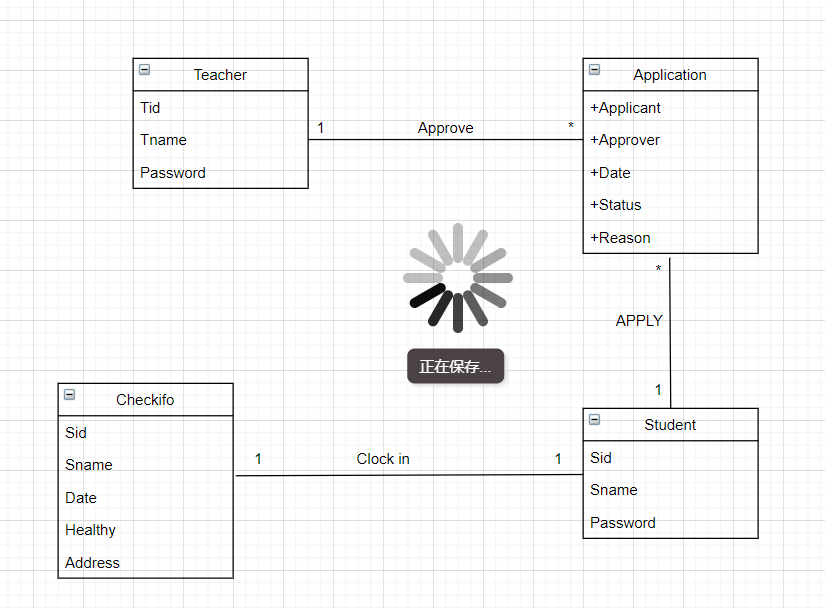 Teacher
Tid
Tname
Password
1
Approve
*
Application
+Applicant
+Approver
+Date
+Status
+Reason
*
APPLY
1
正在保存...
Checkifo
Sid
Sname
Date
Healthy
Address
1
Clock in
1
Student
Sid
Sname
Password